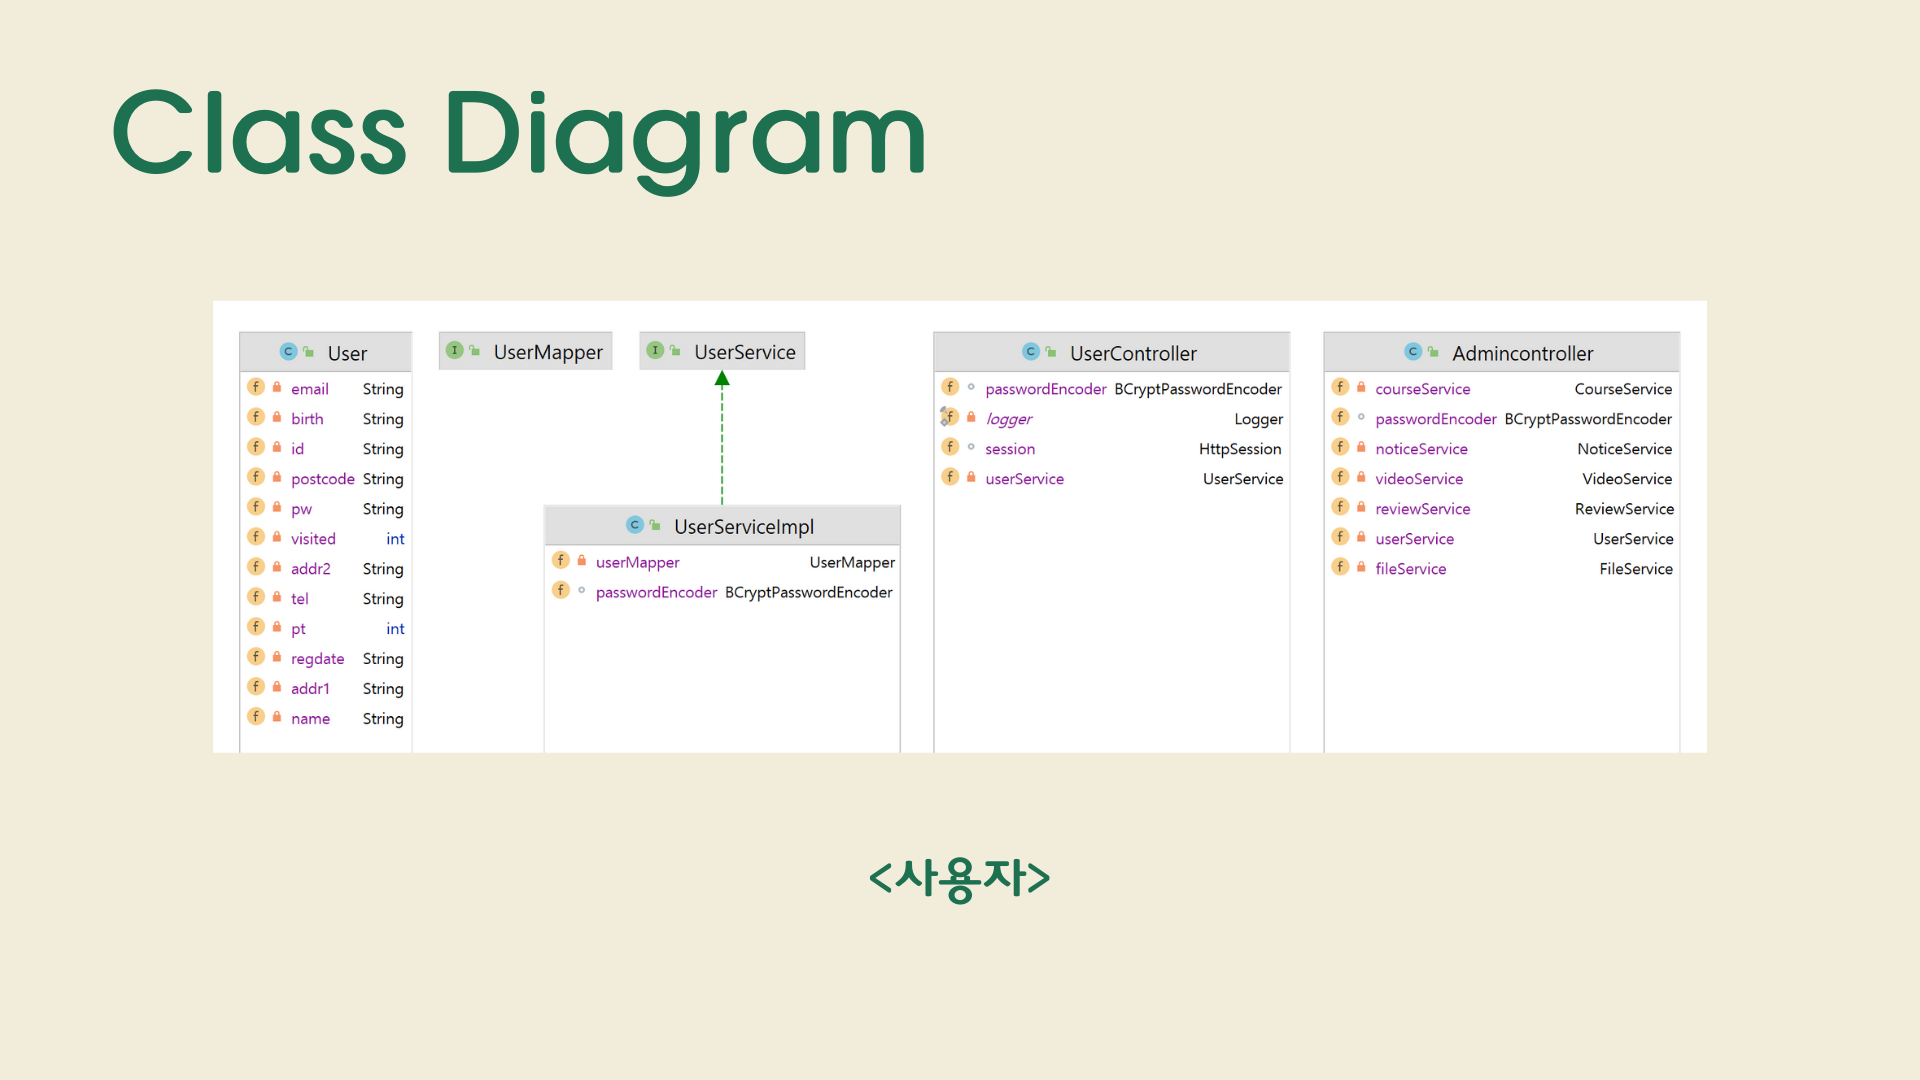 Class Diagram
User
email String
birth String
id String
postcode String
pw String
visited int
addr2 String
tel String
pt int
regdate String
addr1 String
name String
UserMapper
UserService
UserServiceImpl
userMapper UserMapper
passwordEncoder BCryptPasswordEncoder
UserController
passwordEncoder BCryptPasswordEncoder
logger Logger
session HttpSession
userService UserService
Admincontroller
courseService CourseService
passwordEncoder BCryptPasswordEncoder
noticeService NoticeService
videoService VideoService
reviewService ReviewService
userService UserService
fileService FileService
<사용자>